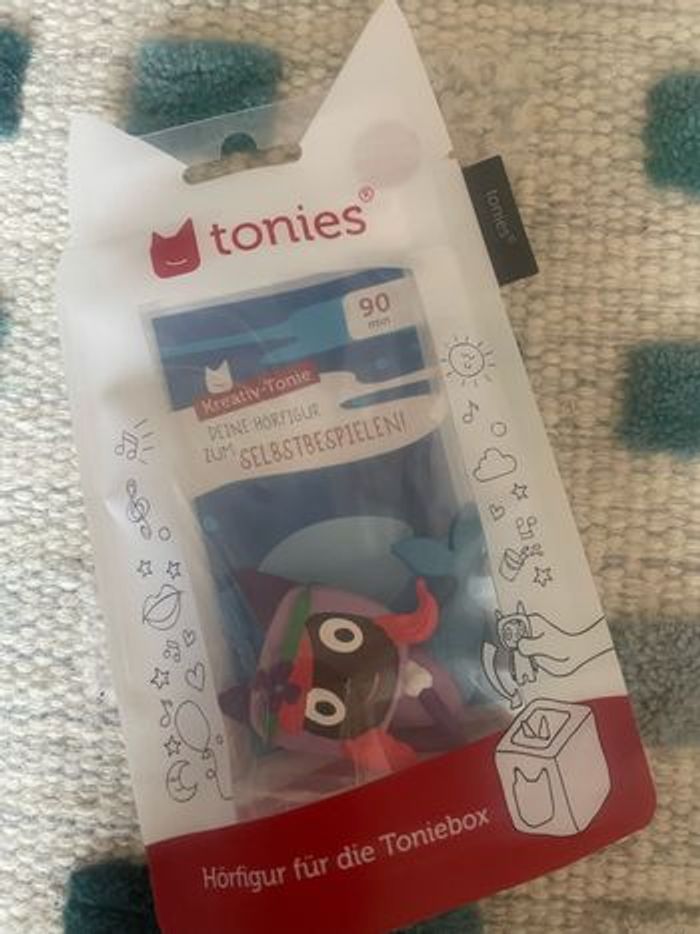 tonies®
tonies®
90
min
Kreativ-Tonie
DEINE HÖRFIGUR
ZUM SELBSTBESPIELEN!
Hörfigur für die Toniebox